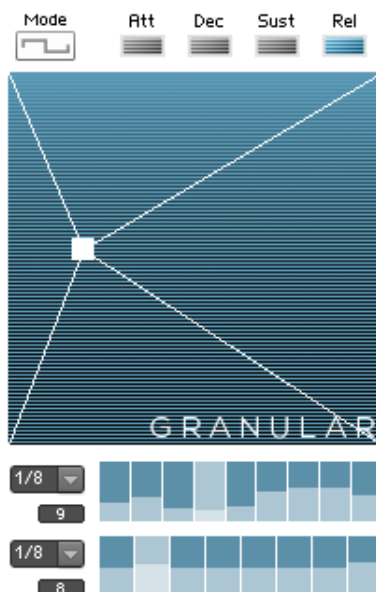 Mode Att Dec Sust Rel
GRANULAR
1/8
9
1/8
8